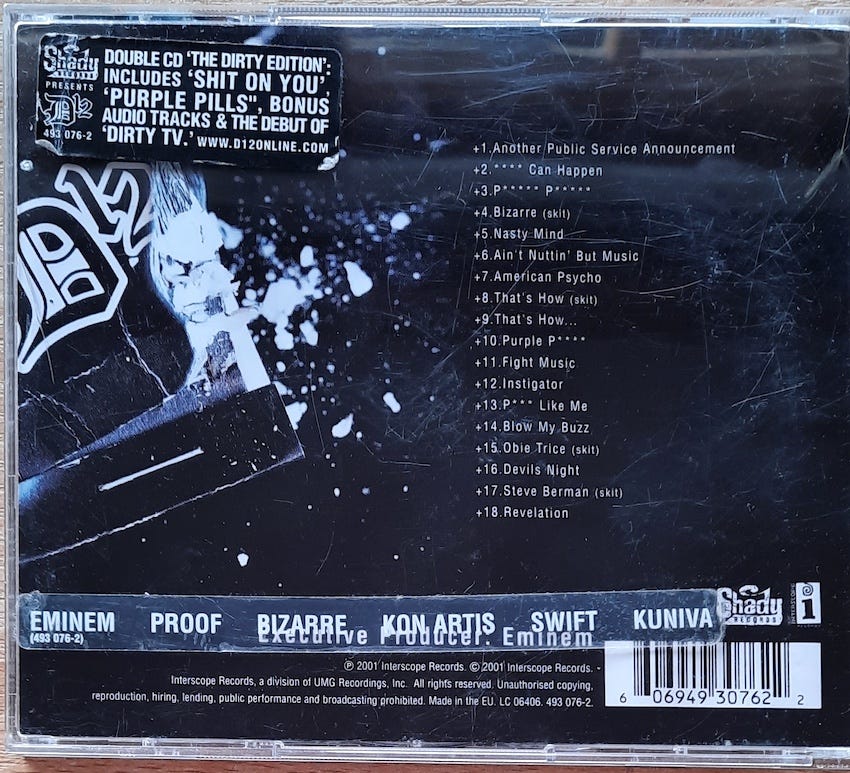 Shady
RECORDS
PRESENTS
D12
493 076-2
DOUBLE CD 'THE DIRTY EDITION':
INCLUDES 'SHIT ON YOU',
'PURPLE PILLS", BONUS
AUDIO TRACKS & THE DEBUT OF
'DIRTY TV.' WWW.D12ONLINE.COM
D12
+1.Another Public Service Announcement
+2.**** Can Happen
+3.P***** P*****
+4.Bizarre (skit)
+5.Nasty Mind
+6.Ain't Nuttin' But Music
+7.American Psycho
+8.That's How (skit)
+9.That's How...
+10.Purple P****
+11.Fight Music
+12.Instigator
+13.P*** Like Me
+14.Blow My Buzz
+15.Obie Trice (skit)
+16.Devils Night
+17.Steve Berman (skit)
+18.Revelation
EMINEM PROOF BIZARRE KON ARTIS SWIFT KUNIVA
(493 076-2)
Executive Producer: Eminem
Shady
RECORDS
INTERSCOPE
i
℗ 2001 Interscope Records. © 2001 Interscope Records. -
Interscope Records, a division of UMG Recordings, Inc. All rights reserved. Unauthorised copying,
reproduction, hiring, lending, public performance and broadcasting prohibited. Made in the EU. LC 06406. 493 076-2.
6 06949 30762 2